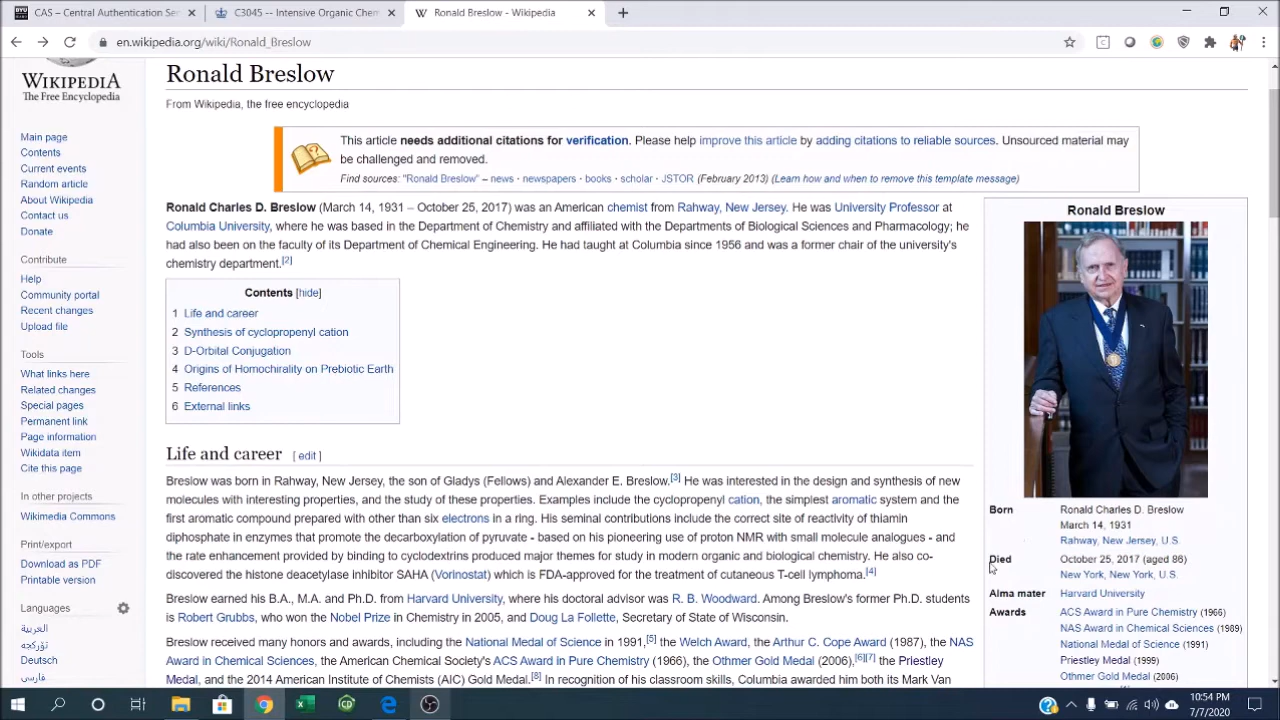 CAS – Central Authentication Se
C3045 -- Intensive Organic Chem
Ronald Breslow - Wikipedia
en.wikipedia.org/wiki/Ronald_Breslow
WIKIPEDIA
The Free Encyclopedia
Main page
Contents
Current events
Random article
About Wikipedia
Contact us
Donate
Contribute
Help
Community portal
Recent changes
Upload file
Tools
What links here
Related changes
Special pages
Permanent link
Page information
Wikidata item
Cite this page
In other projects
Wikimedia Commons
Print/export
Download as PDF
Printable version
Languages
العربية
تۆرکجه
Deutsch
فارسی
Ronald Breslow
From Wikipedia, the free encyclopedia
This article needs additional citations for verification. Please help improve this article by adding citations to reliable sources. Unsourced material may
be challenged and removed.
Find sources: "Ronald Breslow" – news · newspapers · books · scholar · JSTOR (February 2013) (Learn how and when to remove this template message)
Ronald Charles D. Breslow (March 14, 1931 – October 25, 2017) was an American chemist from Rahway, New Jersey. He was University Professor at
Columbia University, where he was based in the Department of Chemistry and affiliated with the Departments of Biological Sciences and Pharmacology; he
had also been on the faculty of its Department of Chemical Engineering. He had taught at Columbia since 1956 and was a former chair of the university's
chemistry department.[2]
Contents [hide]
1 Life and career
2 Synthesis of cyclopropenyl cation
3 D-Orbital Conjugation
4 Origins of Homochirality on Prebiotic Earth
5 References
6 External links
Life and career [ edit ]
Breslow was born in Rahway, New Jersey, the son of Gladys (Fellows) and Alexander E. Breslow.[3] He was interested in the design and synthesis of new
molecules with interesting properties, and the study of these properties. Examples include the cyclopropenyl cation, the simplest aromatic system and the
first aromatic compound prepared with other than six electrons in a ring. His seminal contributions include the correct site of reactivity of thiamin
diphosphate in enzymes that promote the decarboxylation of pyruvate - based on his pioneering use of proton NMR with small molecule analogues - and
the rate enhancement provided by binding to cyclodextrins produced major themes for study in modern organic and biological chemistry. He also co-
discovered the histone deacetylase inhibitor SAHA (Vorinostat) which is FDA-approved for the treatment of cutaneous T-cell lymphoma.[4]
Breslow earned his B.A., M.A. and Ph.D. from Harvard University, where his doctoral advisor was R. B. Woodward. Among Breslow's former Ph.D. students
is Robert Grubbs, who won the Nobel Prize in Chemistry in 2005, and Doug La Follette, Secretary of State of Wisconsin.
Breslow received many honors and awards, including the National Medal of Science in 1991,[5] the Welch Award, the Arthur C. Cope Award (1987), the NAS
Award in Chemical Sciences, the American Chemical Society's ACS Award in Pure Chemistry (1966), the Othmer Gold Medal (2006),[6][7] the Priestley
Medal, and the 2014 American Institute of Chemists (AIC) Gold Medal.[8] In recognition of his classroom skills, Columbia awarded him both its Mark Van
Ronald Breslow
Born Ronald Charles D. Breslow
March 14, 1931
Rahway, New Jersey, U.S.
Died October 25, 2017 (aged 86)
New York, New York, U.S.
Alma mater Harvard University
Awards ACS Award in Pure Chemistry (1966)
NAS Award in Chemical Sciences (1989)
National Medal of Science (1991)
Priestley Medal (1999)
Othmer Gold Medal (2006)
10:54 PM
7/7/2020